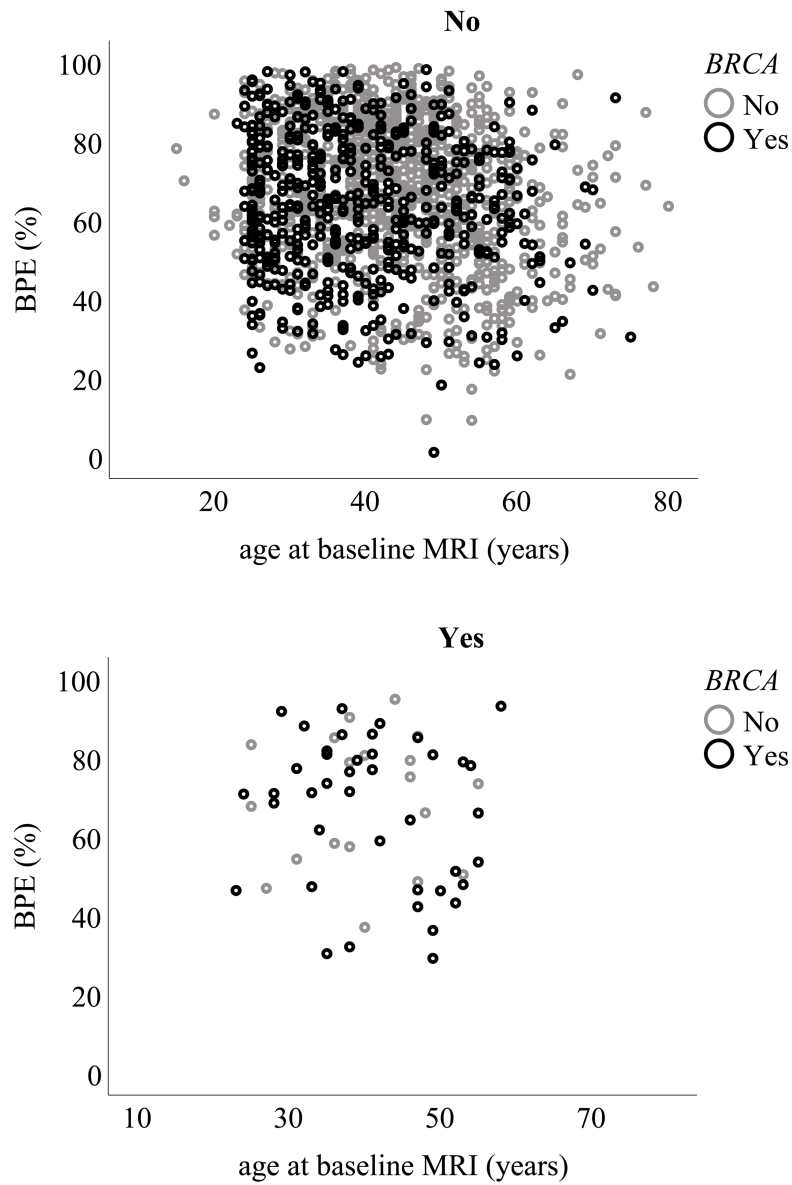 No
100
80
60
40
20
0
BPE (%)
20 40 60 80
age at baseline MRI (years)
BRCA
No
Yes
Yes
100
80
60
40
20
0
BPE (%)
10 30 50 70
age at baseline MRI (years)
BRCA
No
Yes